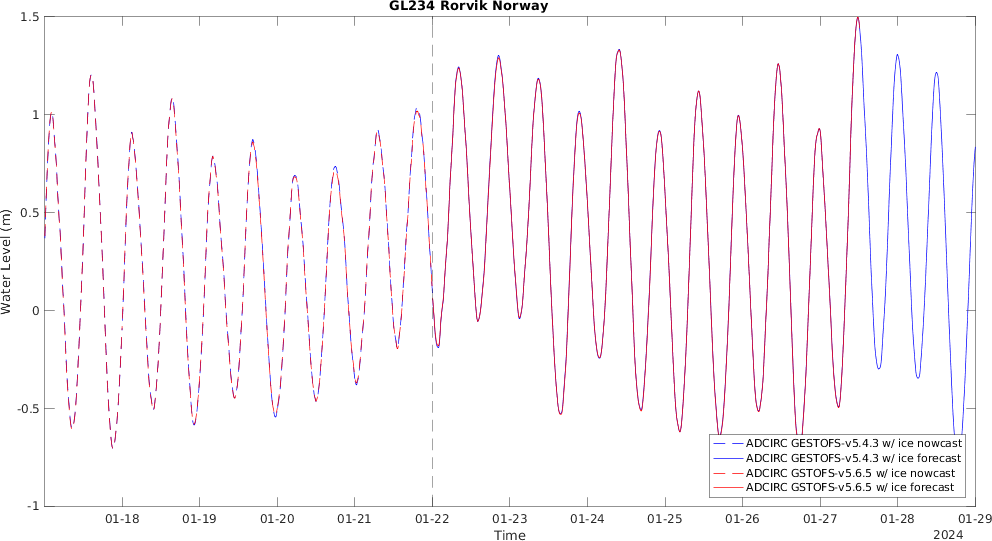 GL234 Rorvik Norway
Water Level (m)
1.5
1
0.5
0
-0.5
-1
ADCIRC GESTOFS-v5.4.3 w/ ice nowcast
ADCIRC GESTOFS-v5.4.3 w/ ice forecast
ADCIRC GSTOFS-v5.6.5 w/ ice nowcast
ADCIRC GSTOFS-v5.6.5 w/ ice forecast
01-18 01-19 01-20 01-21 01-22 01-23 01-24 01-25 01-26 01-27 01-28 01-29
Time
2024